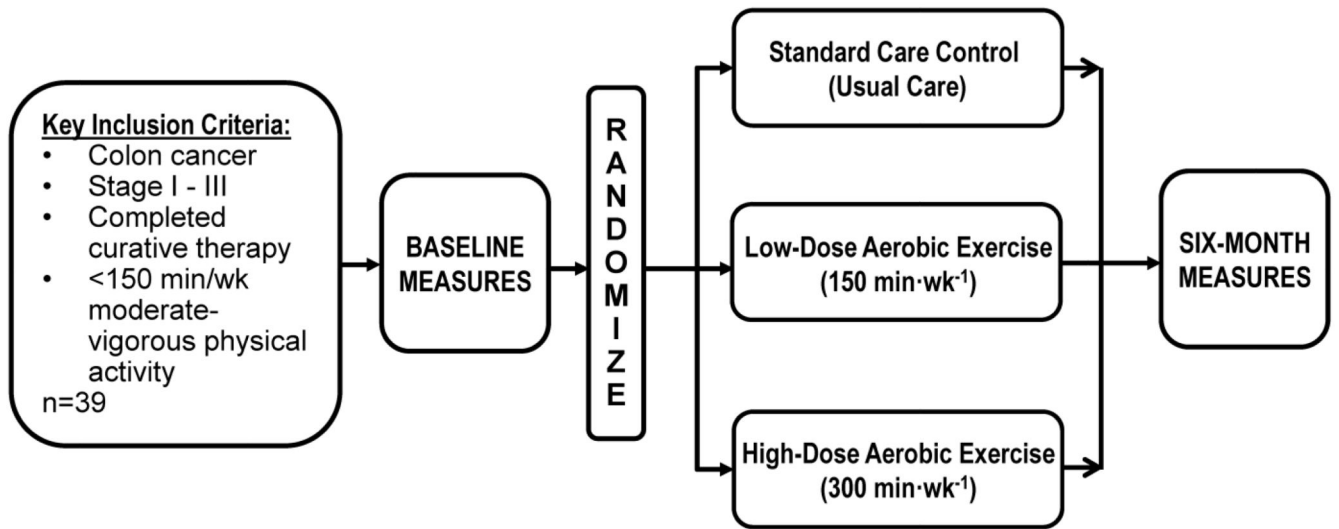 Key Inclusion Criteria:
• Colon cancer
• Stage I - III
• Completed
curative therapy
• <150 min/wk
moderate-
vigorous physical
activity
n=39
BASELINE
MEASURES
RANDOMIZE
Standard Care Control
(Usual Care)
Low-Dose Aerobic Exercise
(150 min·wk⁻¹)
High-Dose Aerobic Exercise
(300 min·wk⁻¹)
SIX-MONTH
MEASURES